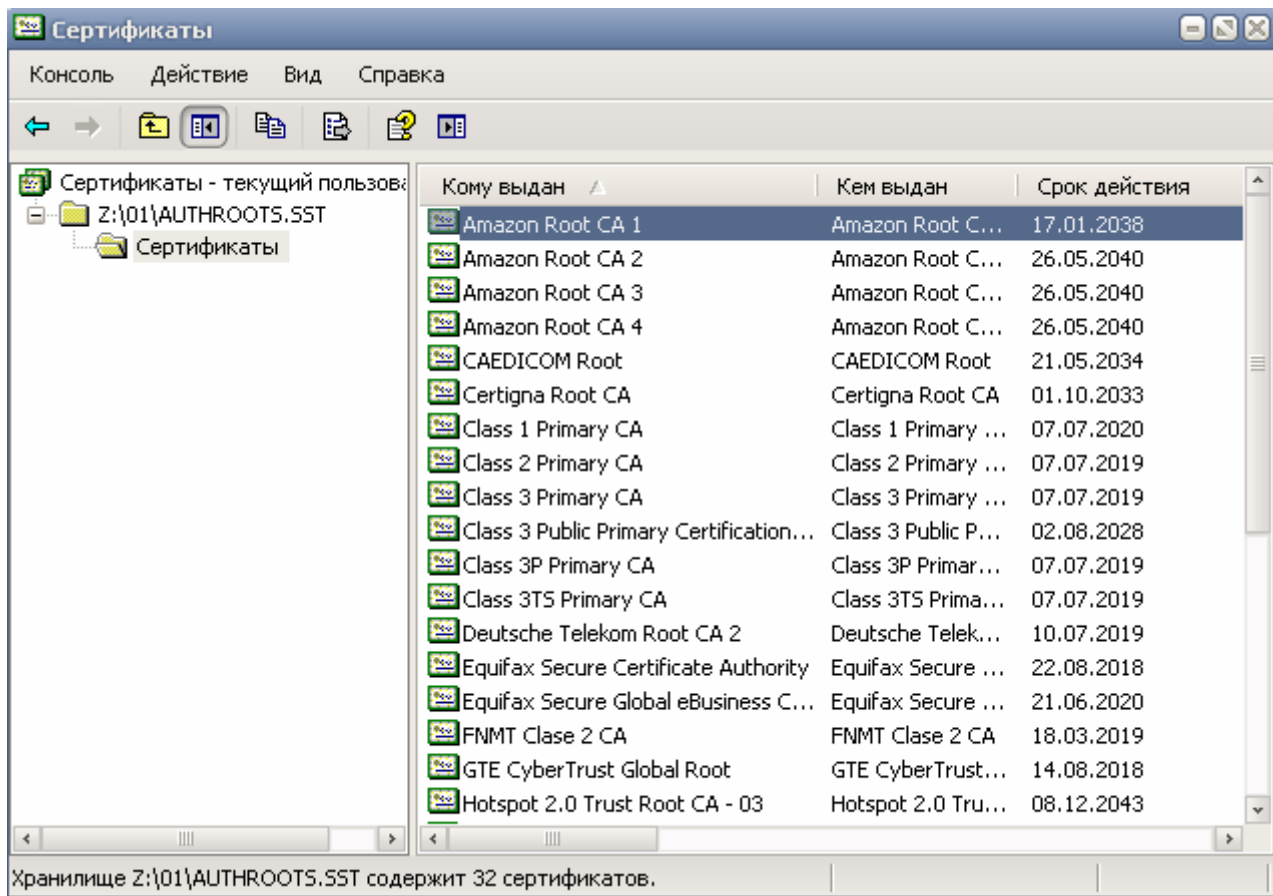 Сертификаты
Консоль Действие Вид Справка
Сертификаты - текущий пользова
Z:\01\AUTHROOTS.SST
Сертификаты
Кому выдан Кем выдан Срок действия
Amazon Root CA 1 Amazon Root C... 17.01.2038
Amazon Root CA 2 Amazon Root C... 26.05.2040
Amazon Root CA 3 Amazon Root C... 26.05.2040
Amazon Root CA 4 Amazon Root C... 26.05.2040
CAEDICOM Root CAEDICOM Root 21.05.2034
Certigna Root CA Certigna Root CA 01.10.2033
Class 1 Primary CA Class 1 Primary ... 07.07.2020
Class 2 Primary CA Class 2 Primary ... 07.07.2019
Class 3 Primary CA Class 3 Primary ... 07.07.2019
Class 3 Public Primary Certification... Class 3 Public P... 02.08.2028
Class 3P Primary CA Class 3P Primar... 07.07.2019
Class 3TS Primary CA Class 3TS Prima... 07.07.2019
Deutsche Telekom Root CA 2 Deutsche Telek... 10.07.2019
Equifax Secure Certificate Authority Equifax Secure ... 22.08.2018
Equifax Secure Global eBusiness C... Equifax Secure ... 21.06.2020
FNMT Clase 2 CA FNMT Clase 2 CA 18.03.2019
GTE CyberTrust Global Root GTE CyberTrust... 14.08.2018
Hotspot 2.0 Trust Root CA - 03 Hotspot 2.0 Tru... 08.12.2043
Хранилище Z:\01\AUTHROOTS.SST содержит 32 сертификатов.